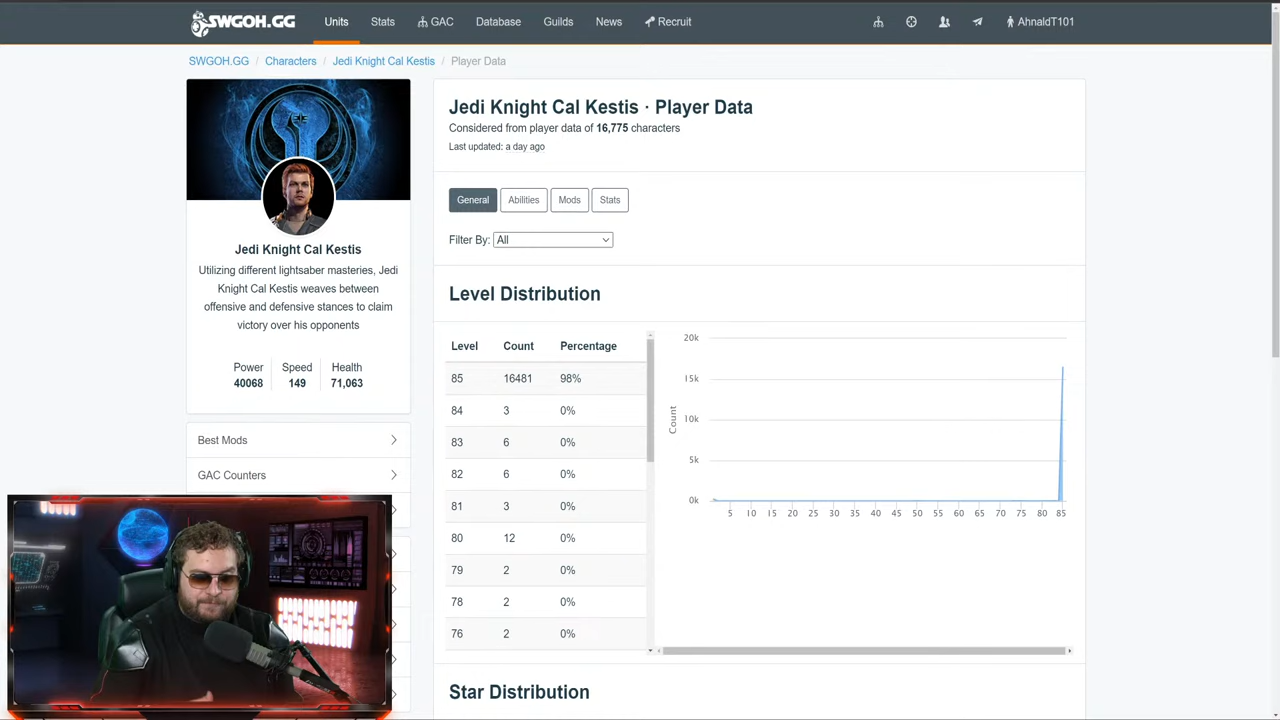 SWGOH.GG
Units
Stats
GAC
Database
Guilds
News
Recruit
AhnaldT101
SWGOH.GG / Characters / Jedi Knight Cal Kestis / Player Data
Jedi Knight Cal Kestis
Utilizing different lightsaber masteries, Jedi
Knight Cal Kestis weaves between
offensive and defensive stances to claim
victory over his opponents
Power Speed Health
40068 149 71,063
Best Mods
GAC Counters
Jedi Knight Cal Kestis · Player Data
Considered from player data of 16,775 characters
Last updated: a day ago
General Abilities Mods Stats
Filter By: All
Level Distribution
Level Count Percentage
85 16481 98%
84 3 0%
83 6 0%
82 6 0%
81 3 0%
80 12 0%
79 2 0%
78 2 0%
76 2 0%
20k
15k
10k
5k
0k
Count
5 10 15 20 25 30 35 40 45 50 55 60 65 70 75 80 85
Star Distribution